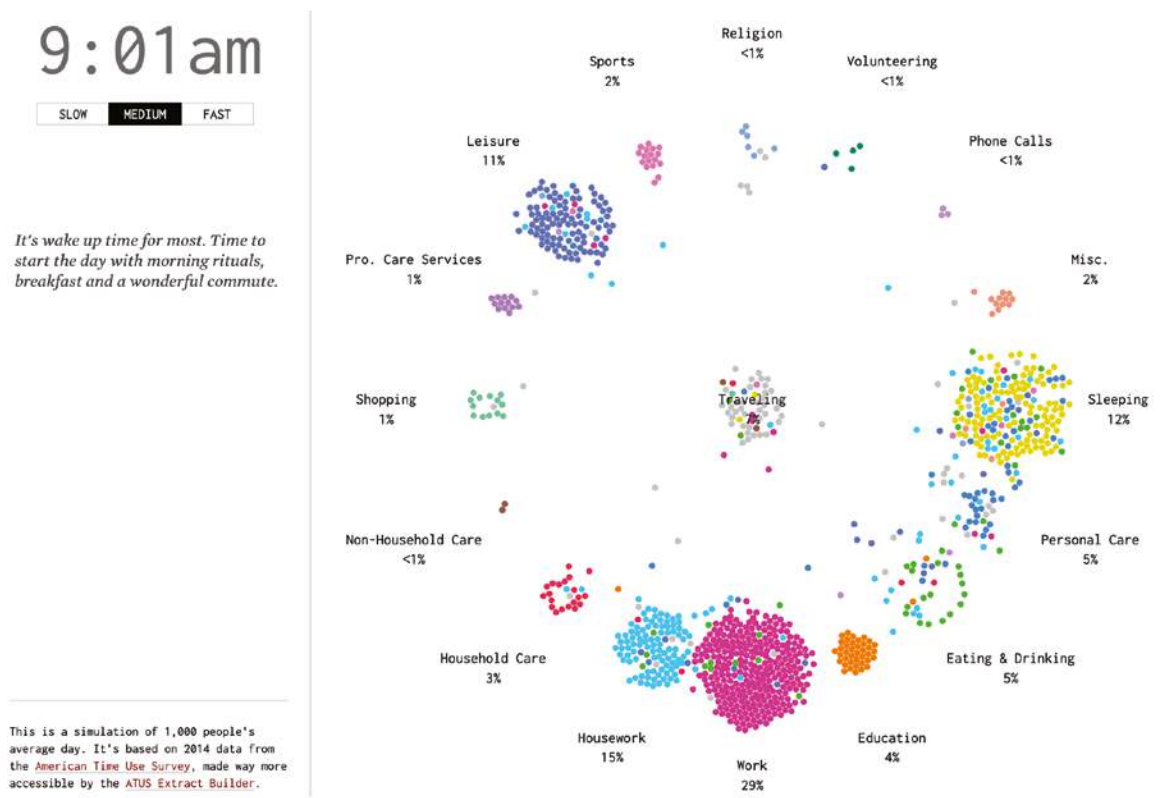 9:01am
SLOW MEDIUM FAST
It's wake up time for most. Time to
start the day with morning rituals,
breakfast and a wonderful commute.
This is a simulation of 1,000 people's
average day. It's based on 2014 data from
the American Time Use Survey, made way more
accessible by the ATUS Extract Builder.
Religion
<1%
Sports
2%
Volunteering
<1%
Leisure
11%
Phone Calls
<1%
Pro. Care Services
1%
Misc.
2%
Shopping
1%
Traveling
7%
Sleeping
12%
Non-Household Care
<1%
Personal Care
5%
Household Care
3%
Eating & Drinking
5%
Housework
15%
Work
29%
Education
4%